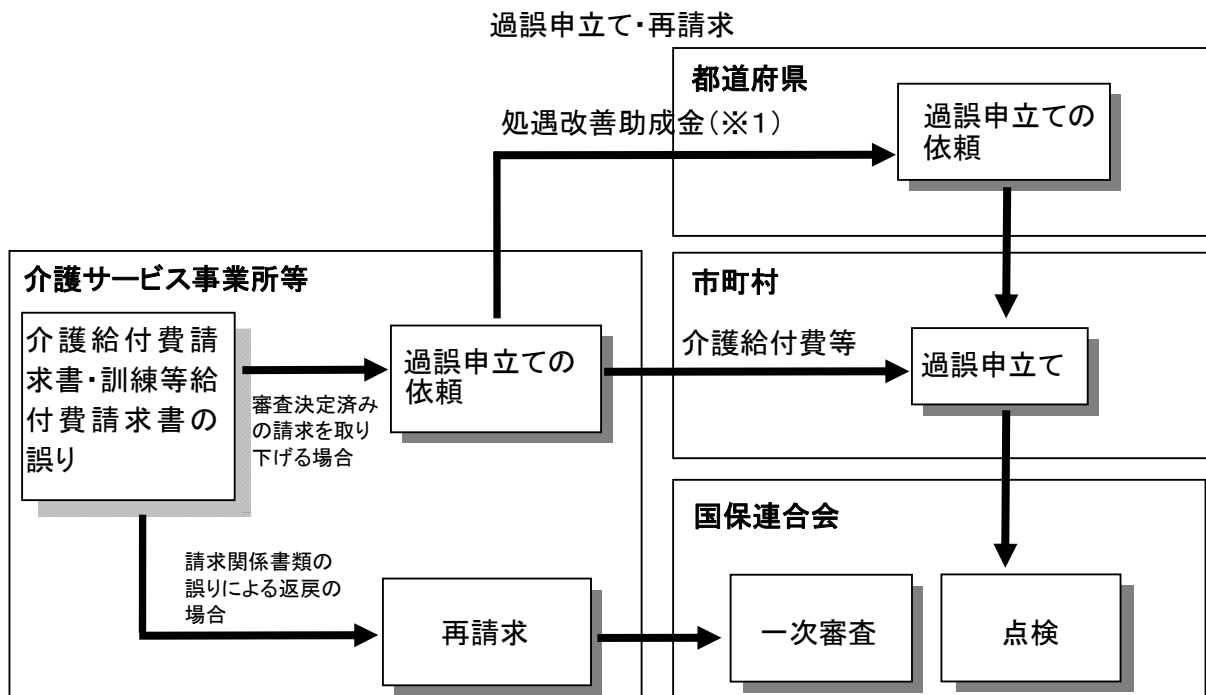 過誤申立て・再請求
都道府県
処遇改善助成金(※1)
過誤申立ての
依頼
介護サービス事業所等
市町村
介護給付費請
求書・訓練等給
付費請求書の
誤り
過誤申立ての
依頼
介護給付費等
過誤申立て
審査決定済み
の請求を取り
下げる場合
国保連合会
請求関係書類の
誤りによる返戻の
場合
再請求
一次審査
点検